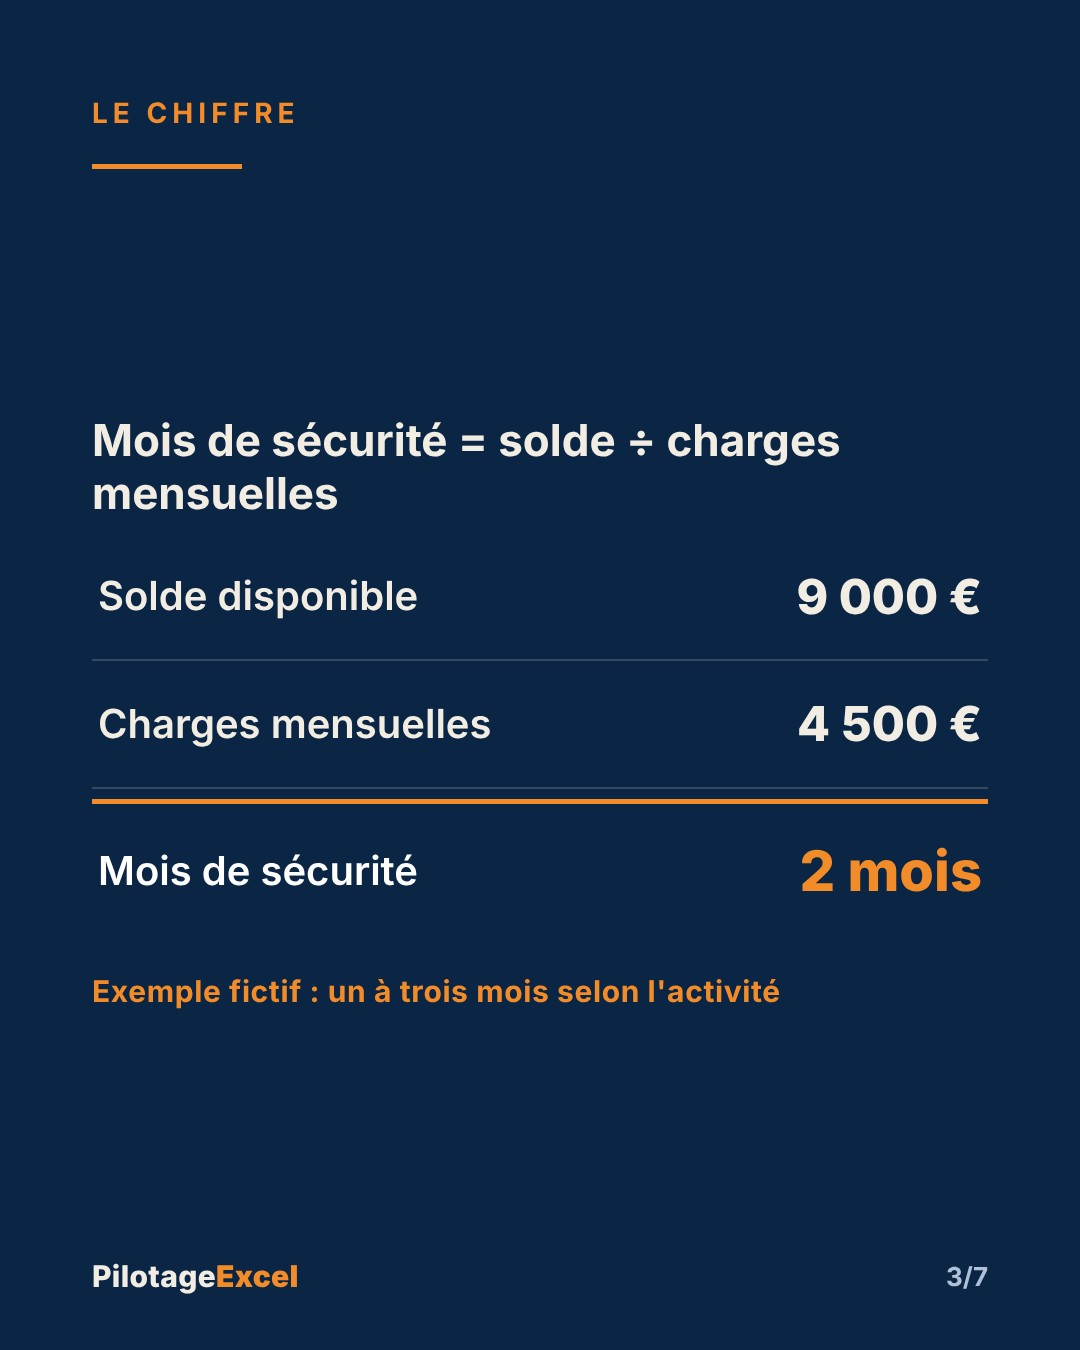 LE CHIFFRE
Mois de sécurité = solde ÷ charges
mensuelles
Solde disponible 9 000 €
Charges mensuelles 4 500 €
Mois de sécurité 2 mois
Exemple fictif : un à trois mois selon l'activité
PilotageExcel 3/7